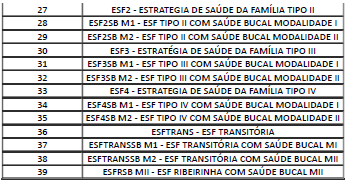 27 ESF2 - ESTRATEGIA DE SAÚDE DA FAMÍLIA TIPO II
28 ESF2SB M1 - ESF TIPO II COM SAÚDE BUCAL MODALIDADE I
29 ESF2SB M2 - ESF TIPO II COM SAÚDE BUCAL MODALIDADE II
30 ESF3 - ESTRATÉGIA DE SAÚDE DA FAMÍLIA TIPO III
31 ESF3SB M1 - ESF TIPO III COM SAÚDE BUCAL MODALIDADE I
32 ESF3SB M2 - ESF TIPO III COM SAÚDE BUCAL MODALIDADE II
33 ESF4 - ESTRATEGIA DE SAÚDE DA FAMÍLIA TIPO IV
34 ESF4SB M1 - ESF TIPO IV COM SAÚDE BUCAL MODALIDADE I
35 ESF4SB M2 - ESF TIPO IV COM SAÚDE BUCAL MODALIDADE II
36 ESFTRANS - ESF TRANSITÓRIA
37 ESFTRANSSB M1 - ESF TRANSITÓRIA COM SAÚDE BUCAL MI
38 ESFTRANSSB M2 - ESF TRANSITÓRIA COM SAÚDE BUCAL MII
39 ESFRSB MII - ESF RIBEIRINHA COM SAÚDE BUCAL MII